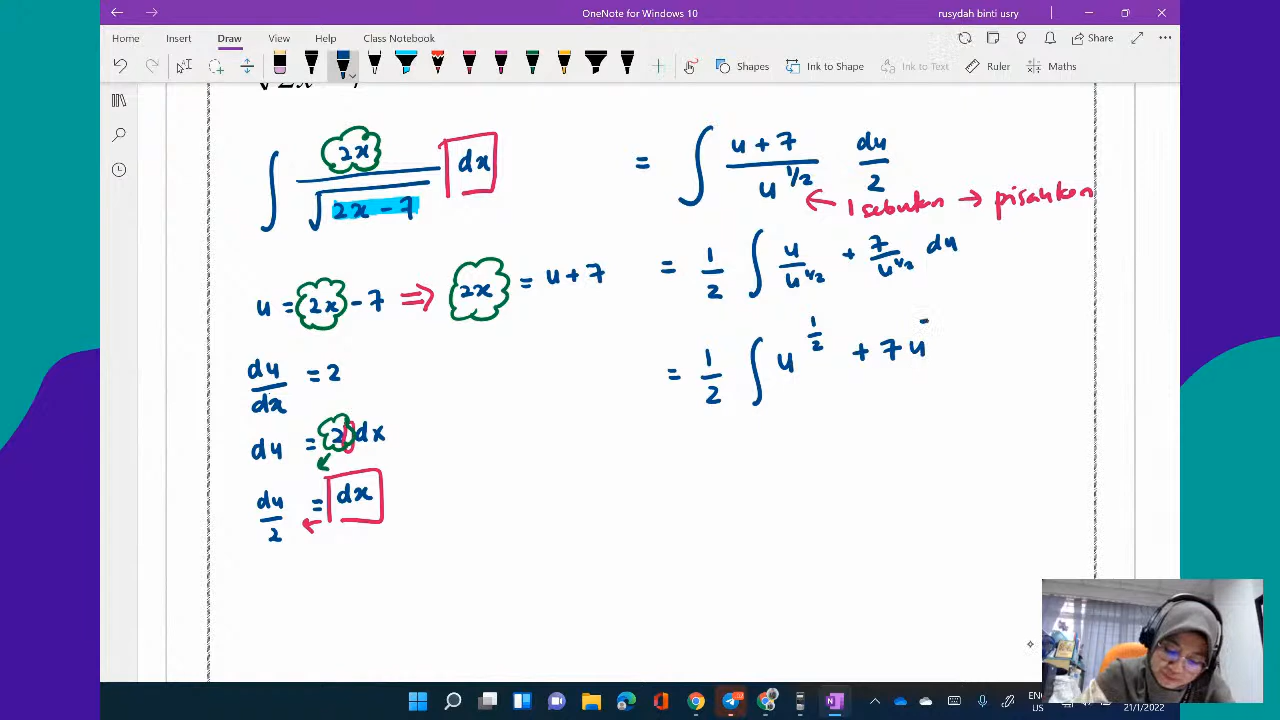 OneNote for Windows 10
rusydah binti usry
Home Insert Draw View Help Class Notebook
Share
Shapes Ink to Shape Ink to Text Ruler Maths
∫ 2x / √(2x - 7) dx
u = 2x - 7 ⇒ 2x = u + 7
du/dx = 2
du = 2 dx
du/2 = dx
= ∫ (u + 7) / u^1/2 du/2
← 1 sebutan → pisahkan
= 1/2 ∫ u/u^1/2 + 7/u^1/2 du
= 1/2 ∫ u^1/2 + 7u^-
21/1/2022